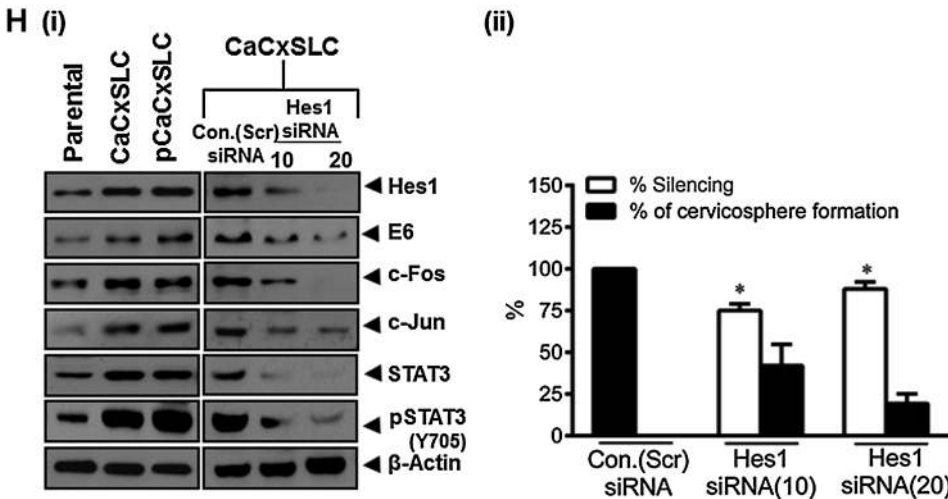 H (i)
Parental
CaCxSLC
pCaCxSLC
CaCxSLC
Con.(Scr)
siRNA
Hes1
siRNA
10 20
Hes1
E6
c-Fos
c-Jun
STAT3
pSTAT3
(Y705)
β-Actin
(ii)
% Silencing
% of cervicosphere formation
%
150
125
100
75
50
25
0
*
*
Con.(Scr)
siRNA
Hes1
siRNA(10)
Hes1
siRNA(20)